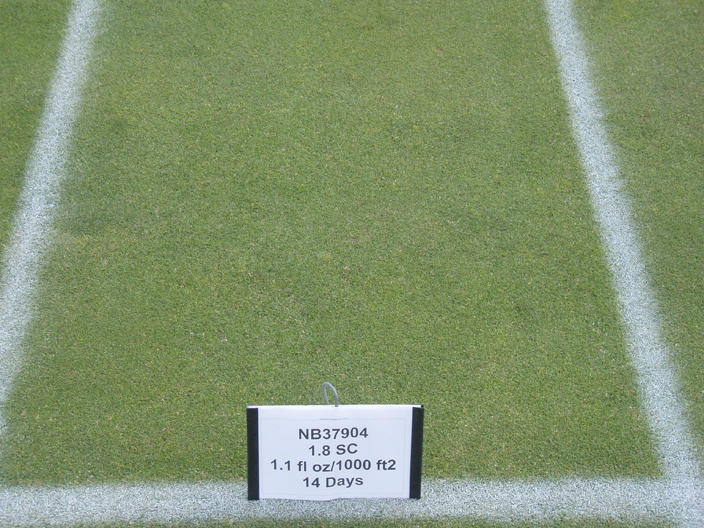 NB37904
1.8 SC
1.1 fl oz/1000 ft2
14 Days